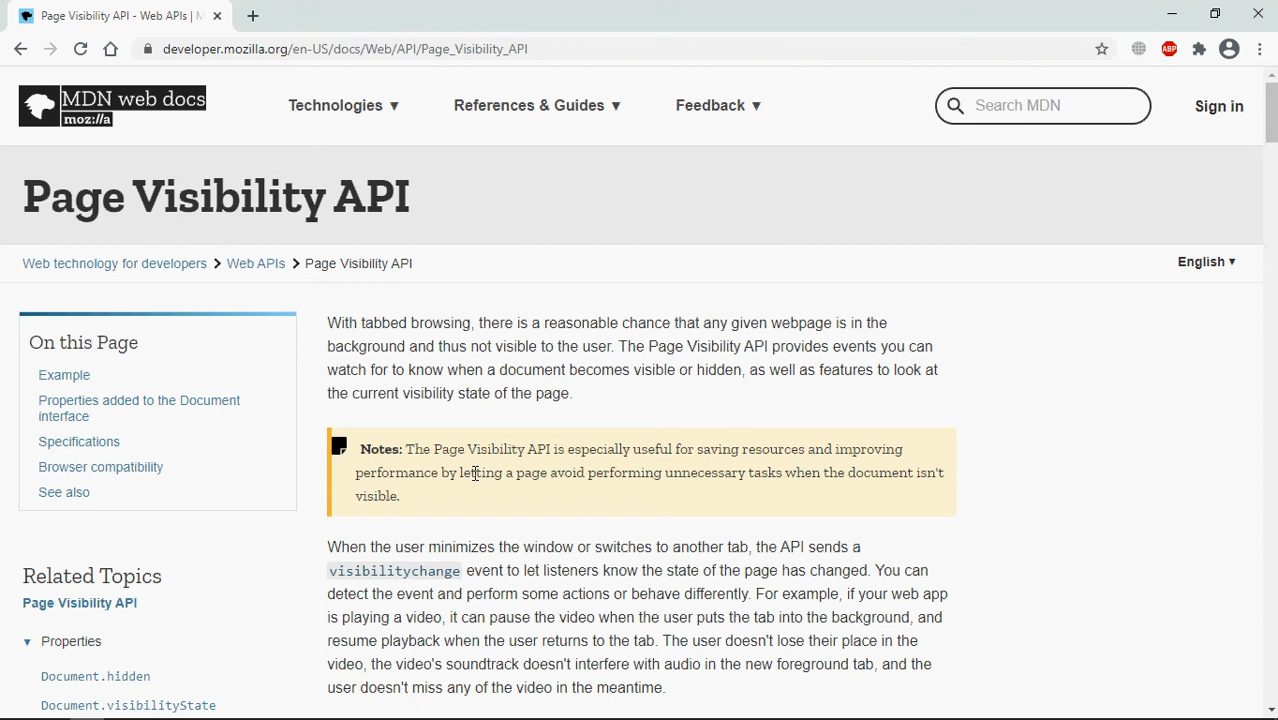 Page Visibility API - Web APIs | M
developer.mozilla.org/en-US/docs/Web/API/Page_Visibility_API
ABP
MDN web docs
moz://a
Technologies ▼
References & Guides ▼
Feedback ▼
Search MDN
Sign in
Page Visibility API
Web technology for developers > Web APIs > Page Visibility API
English ▼
On this Page
Example
Properties added to the Document
interface
Specifications
Browser compatibility
See also
Related Topics
Page Visibility API
▼ Properties
Document.hidden
Document.visibilityState
With tabbed browsing, there is a reasonable chance that any given webpage is in the
background and thus not visible to the user. The Page Visibility API provides events you can
watch for to know when a document becomes visible or hidden, as well as features to look at
the current visibility state of the page.
Notes: The Page Visibility API is especially useful for saving resources and improving
performance by letting a page avoid performing unnecessary tasks when the document isn't
visible.
When the user minimizes the window or switches to another tab, the API sends a
visibilitychange event to let listeners know the state of the page has changed. You can
detect the event and perform some actions or behave differently. For example, if your web app
is playing a video, it can pause the video when the user puts the tab into the background, and
resume playback when the user returns to the tab. The user doesn't lose their place in the
video, the video's soundtrack doesn't interfere with audio in the new foreground tab, and the
user doesn't miss any of the video in the meantime.